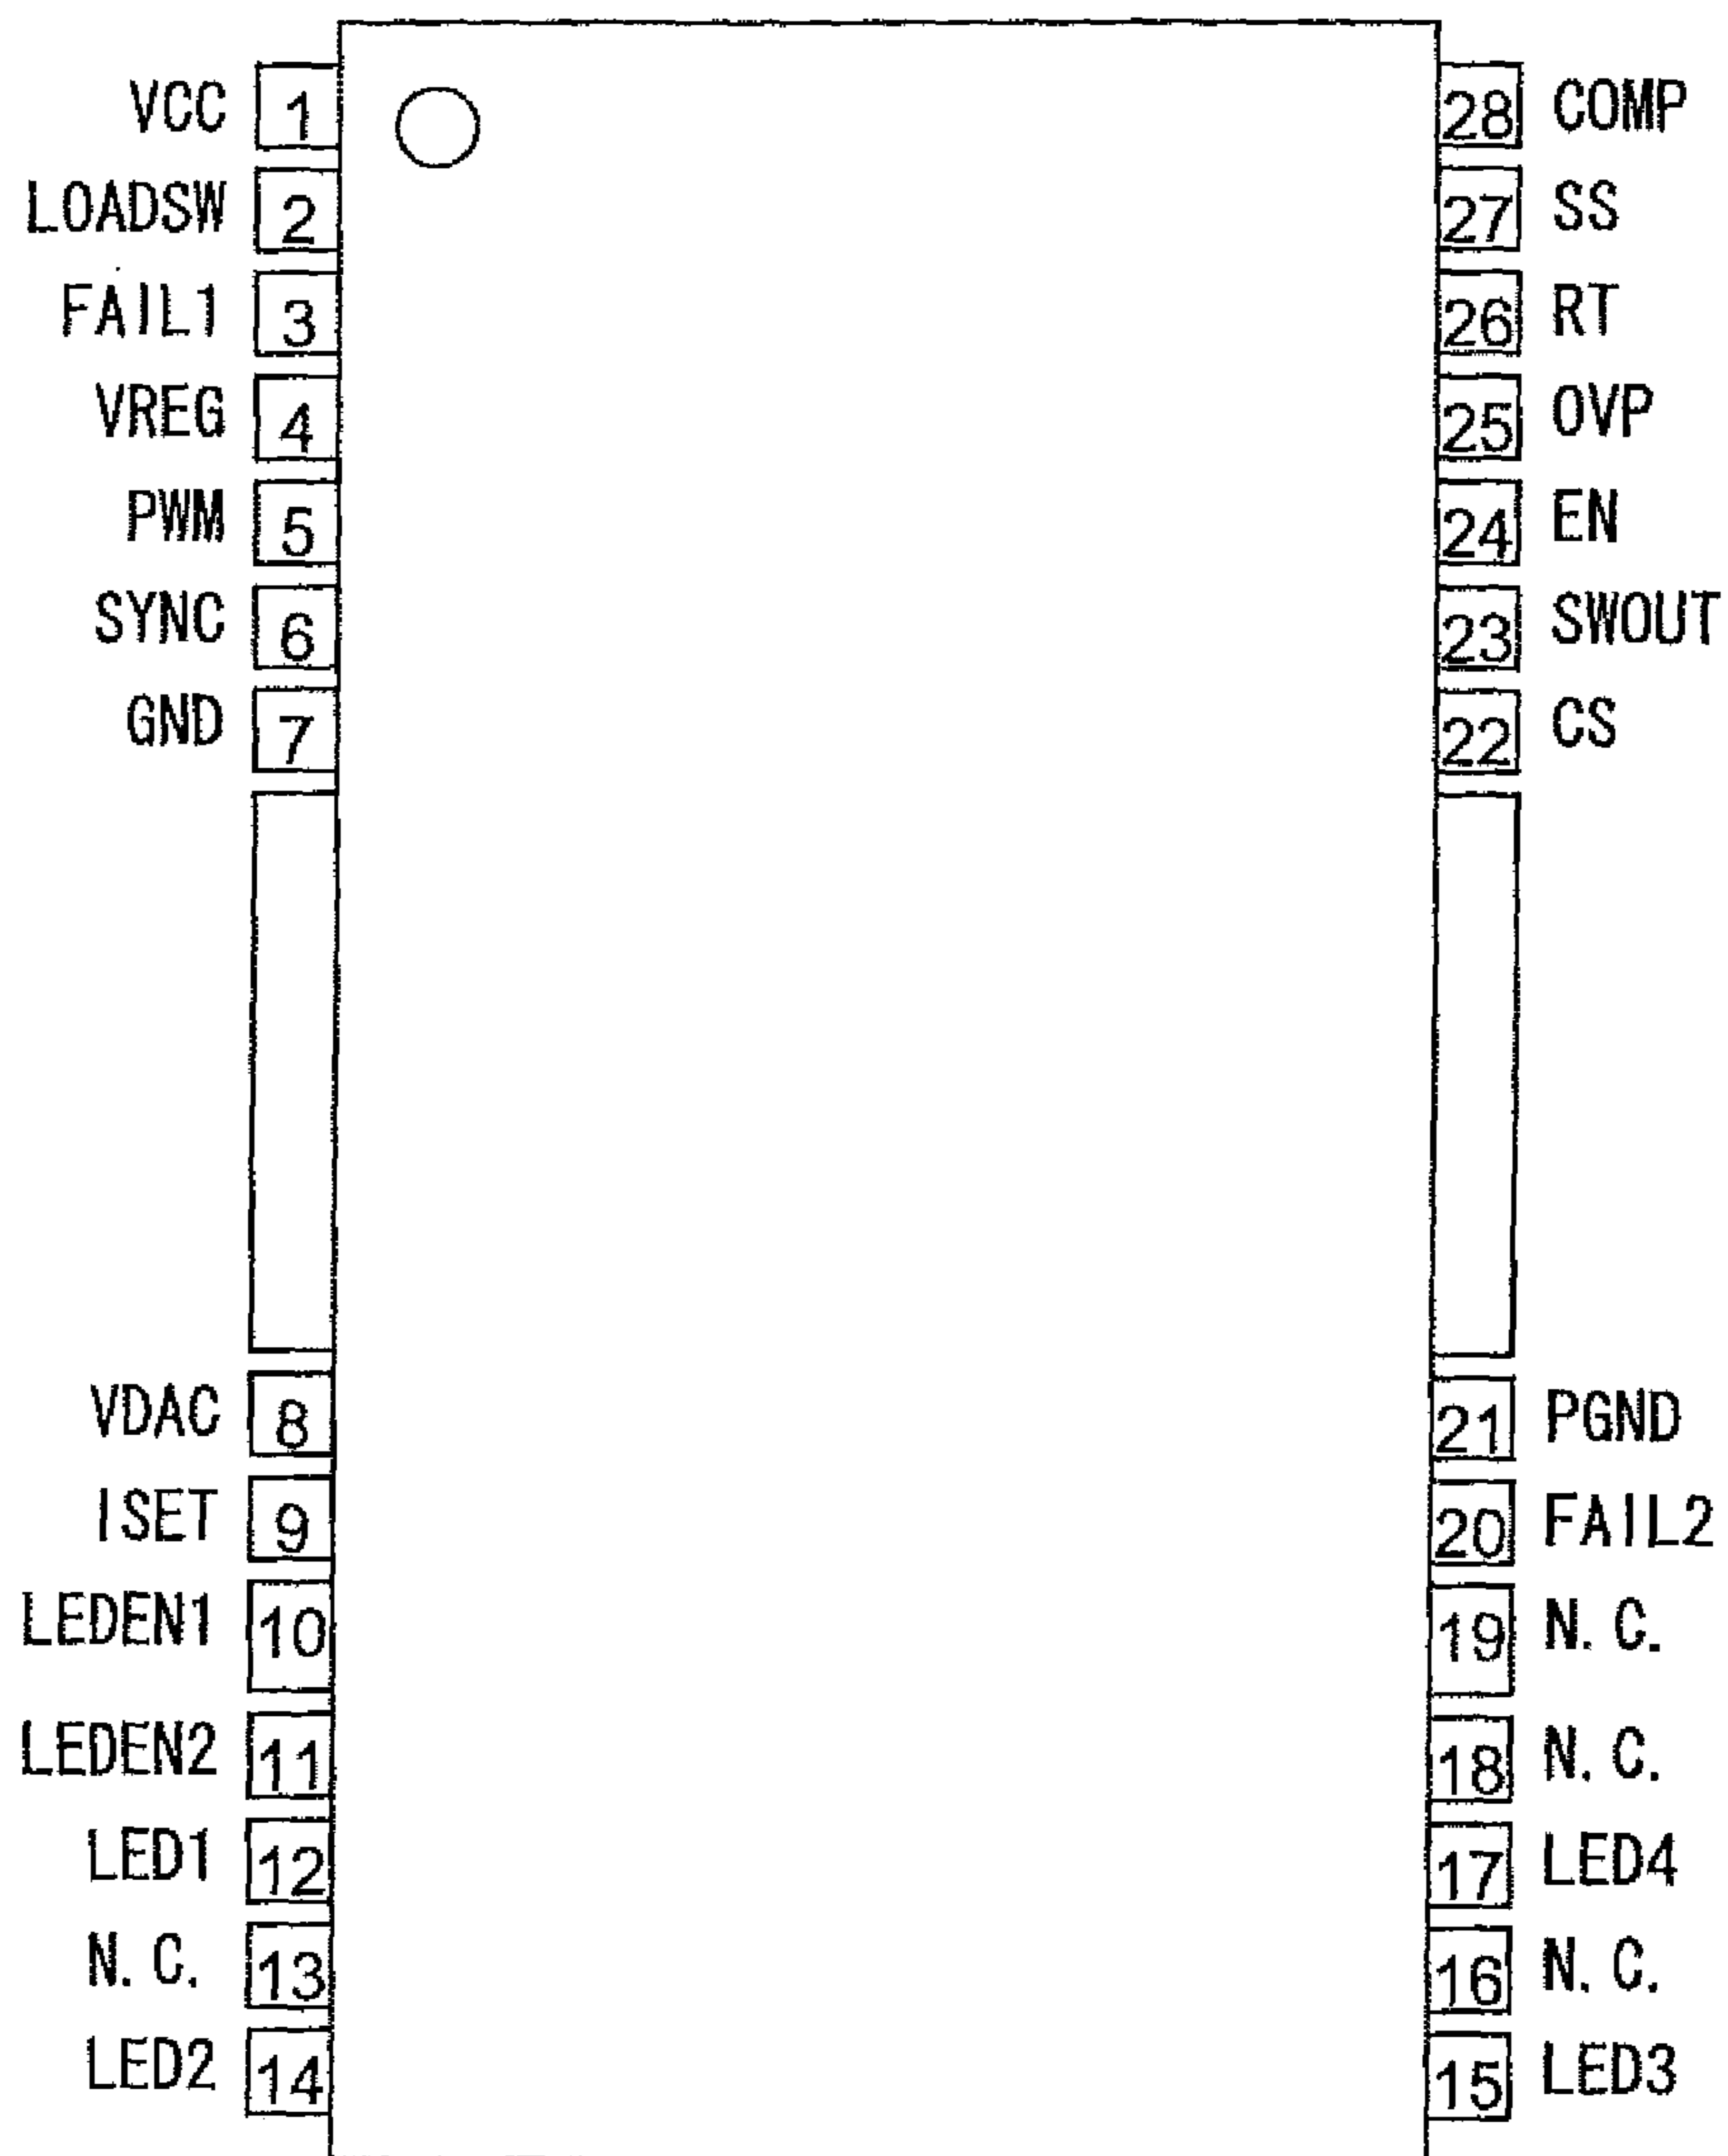 VCC 1 28 COMP
LOADSW 2 27 SS
FAIL1 3 26 RT
VREG 4 25 OVP
PWM 5 24 EN
SYNC 6 23 SWOUT
GND 7 22 CS
VDAC 8 21 PGND
ISET 9 20 FAIL2
LEDEN1 10 19 N.C.
LEDEN2 11 18 N.C.
LED1 12 17 LED4
N.C. 13 16 N.C.
LED2 14 15 LED3